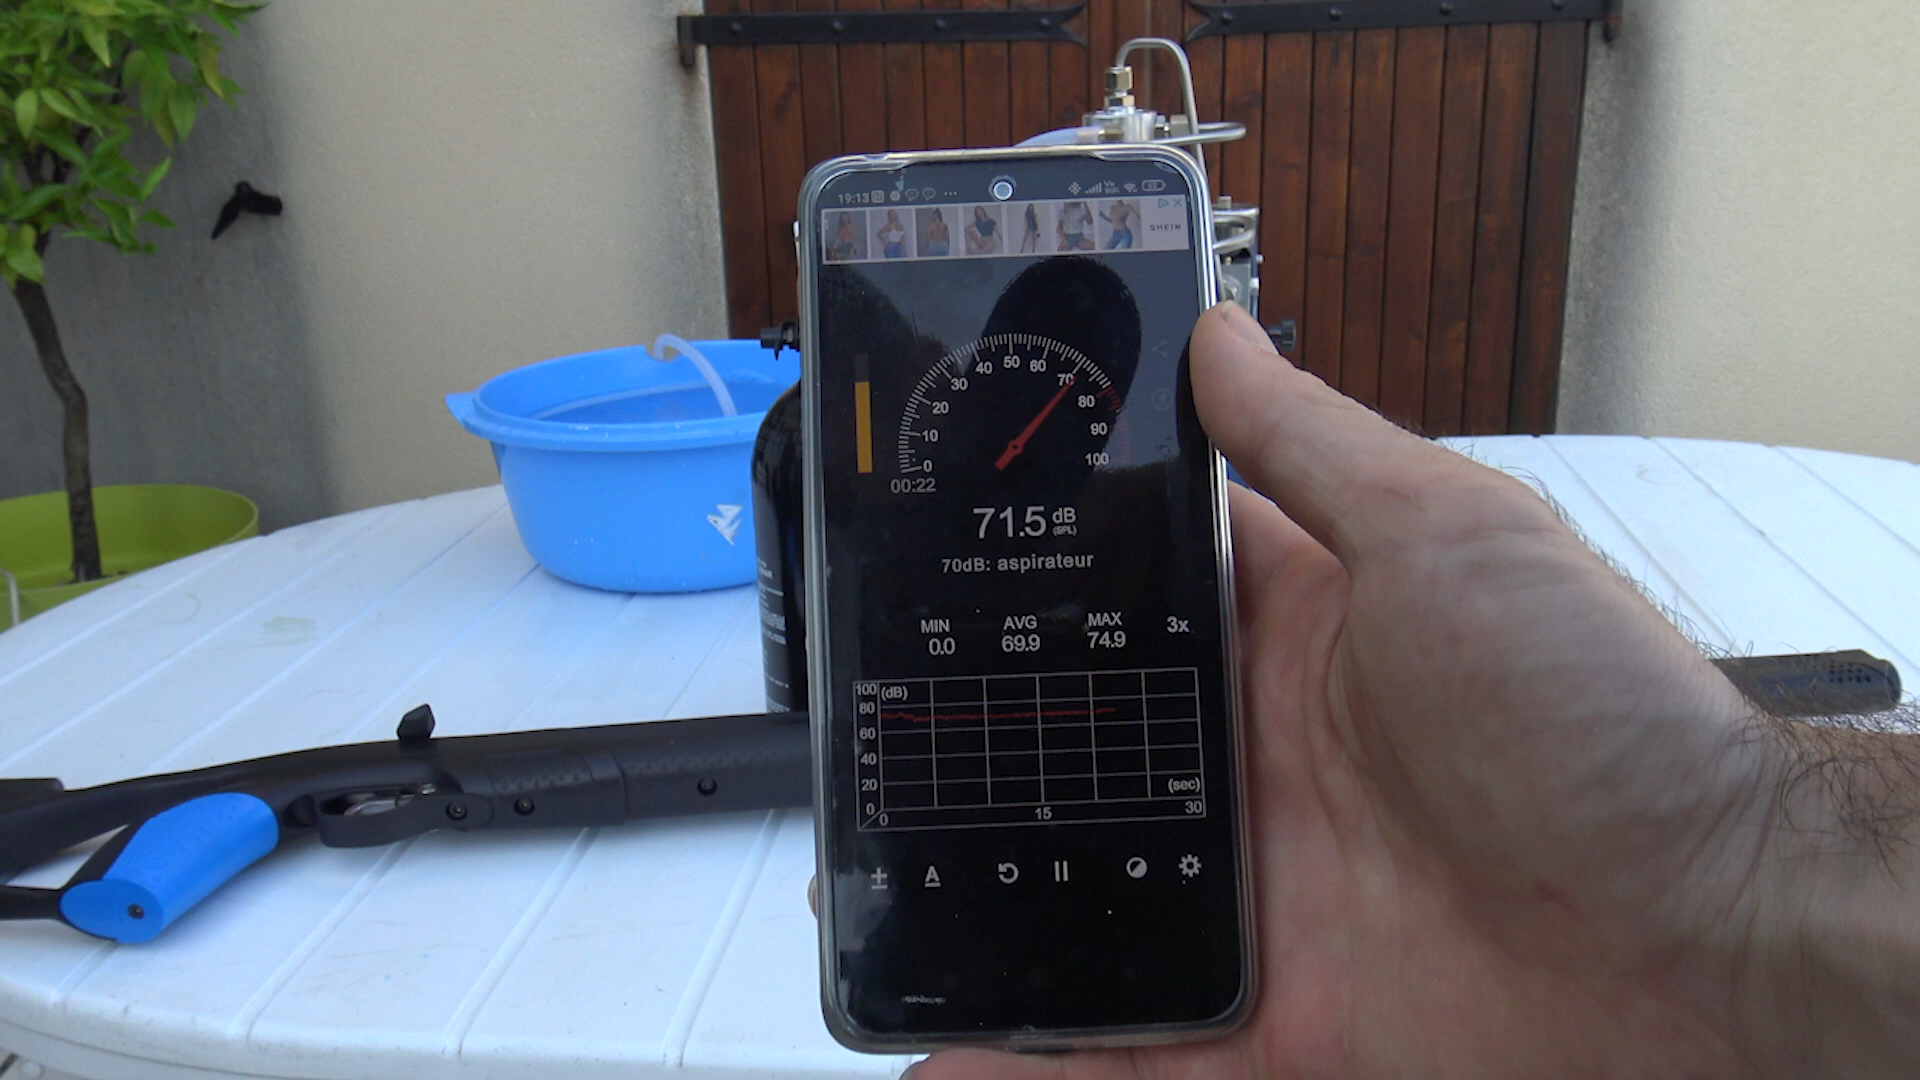 19:13
SHEIN
0 10 20 30 40 50 60 70 80 90 100
00:22
71.5 dB
(SPL)
70dB: aspirateur
MIN AVG MAX 3x
0.0 69.9 74.9
100 (dB)
80
60
40
20 (sec)
0
0 15 30
± A